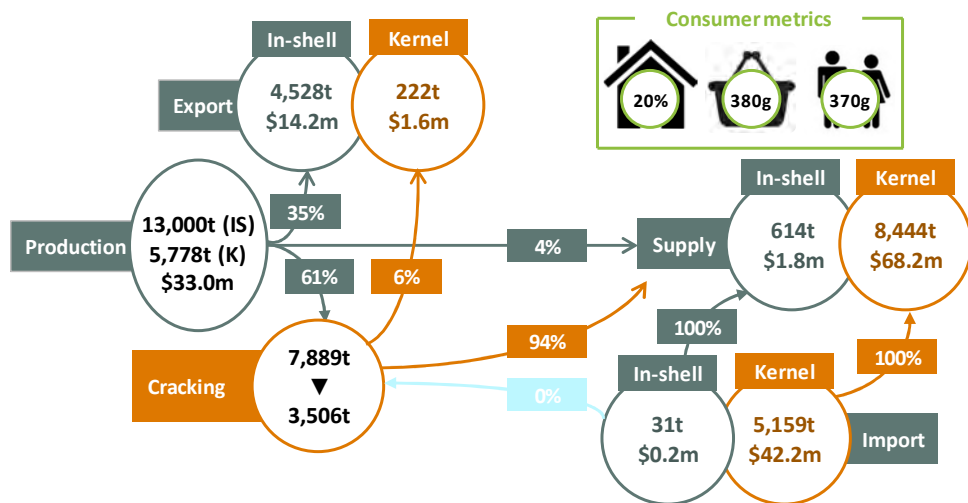 Consumer metrics
20%
380g
370g
In-shell
Kernel
Export
4,528t
$14.2m
222t
$1.6m
Production
13,000t (IS)
5,778t (K)
$33.0m
35%
4%
61%
6%
In-shell
Kernel
Supply
614t
$1.8m
8,444t
$68.2m
Cracking
7,889t
▼
3,506t
94%
0%
100%
100%
In-shell
Kernel
31t
$0.2m
5,159t
$42.2m
Import